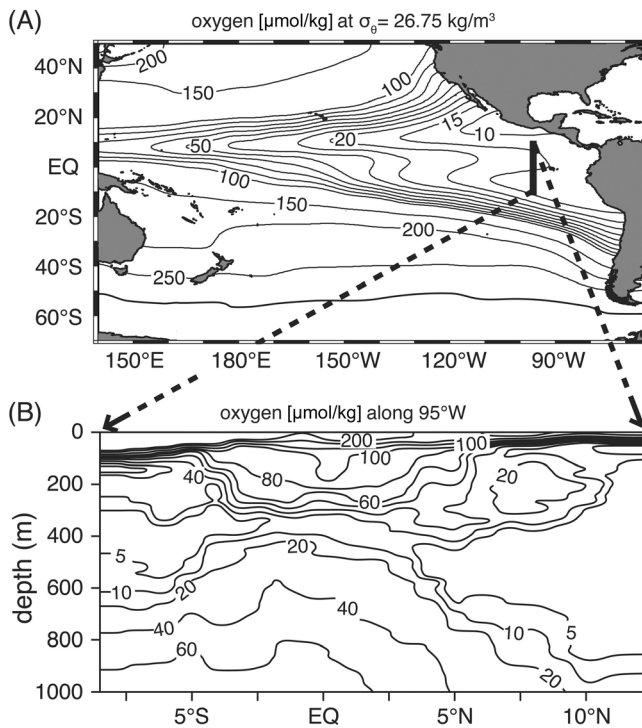 (A)
oxygen [µmol/kg] at σθ= 26.75 kg/m³
40°N
20°N
EQ
20°S
40°S
60°S
200
150
100
15
10
<50
<20
100
150
200
250
150°E 180°E 150°W 120°W 90°W
(B)
oxygen [µmol/kg] along 95°W
depth (m)
0
200
400
600
800
1000
200
100
100
40
80
20
60
40
5
20
10
20
40
10
5
40
60
20
5°S EQ 5°N 10°N